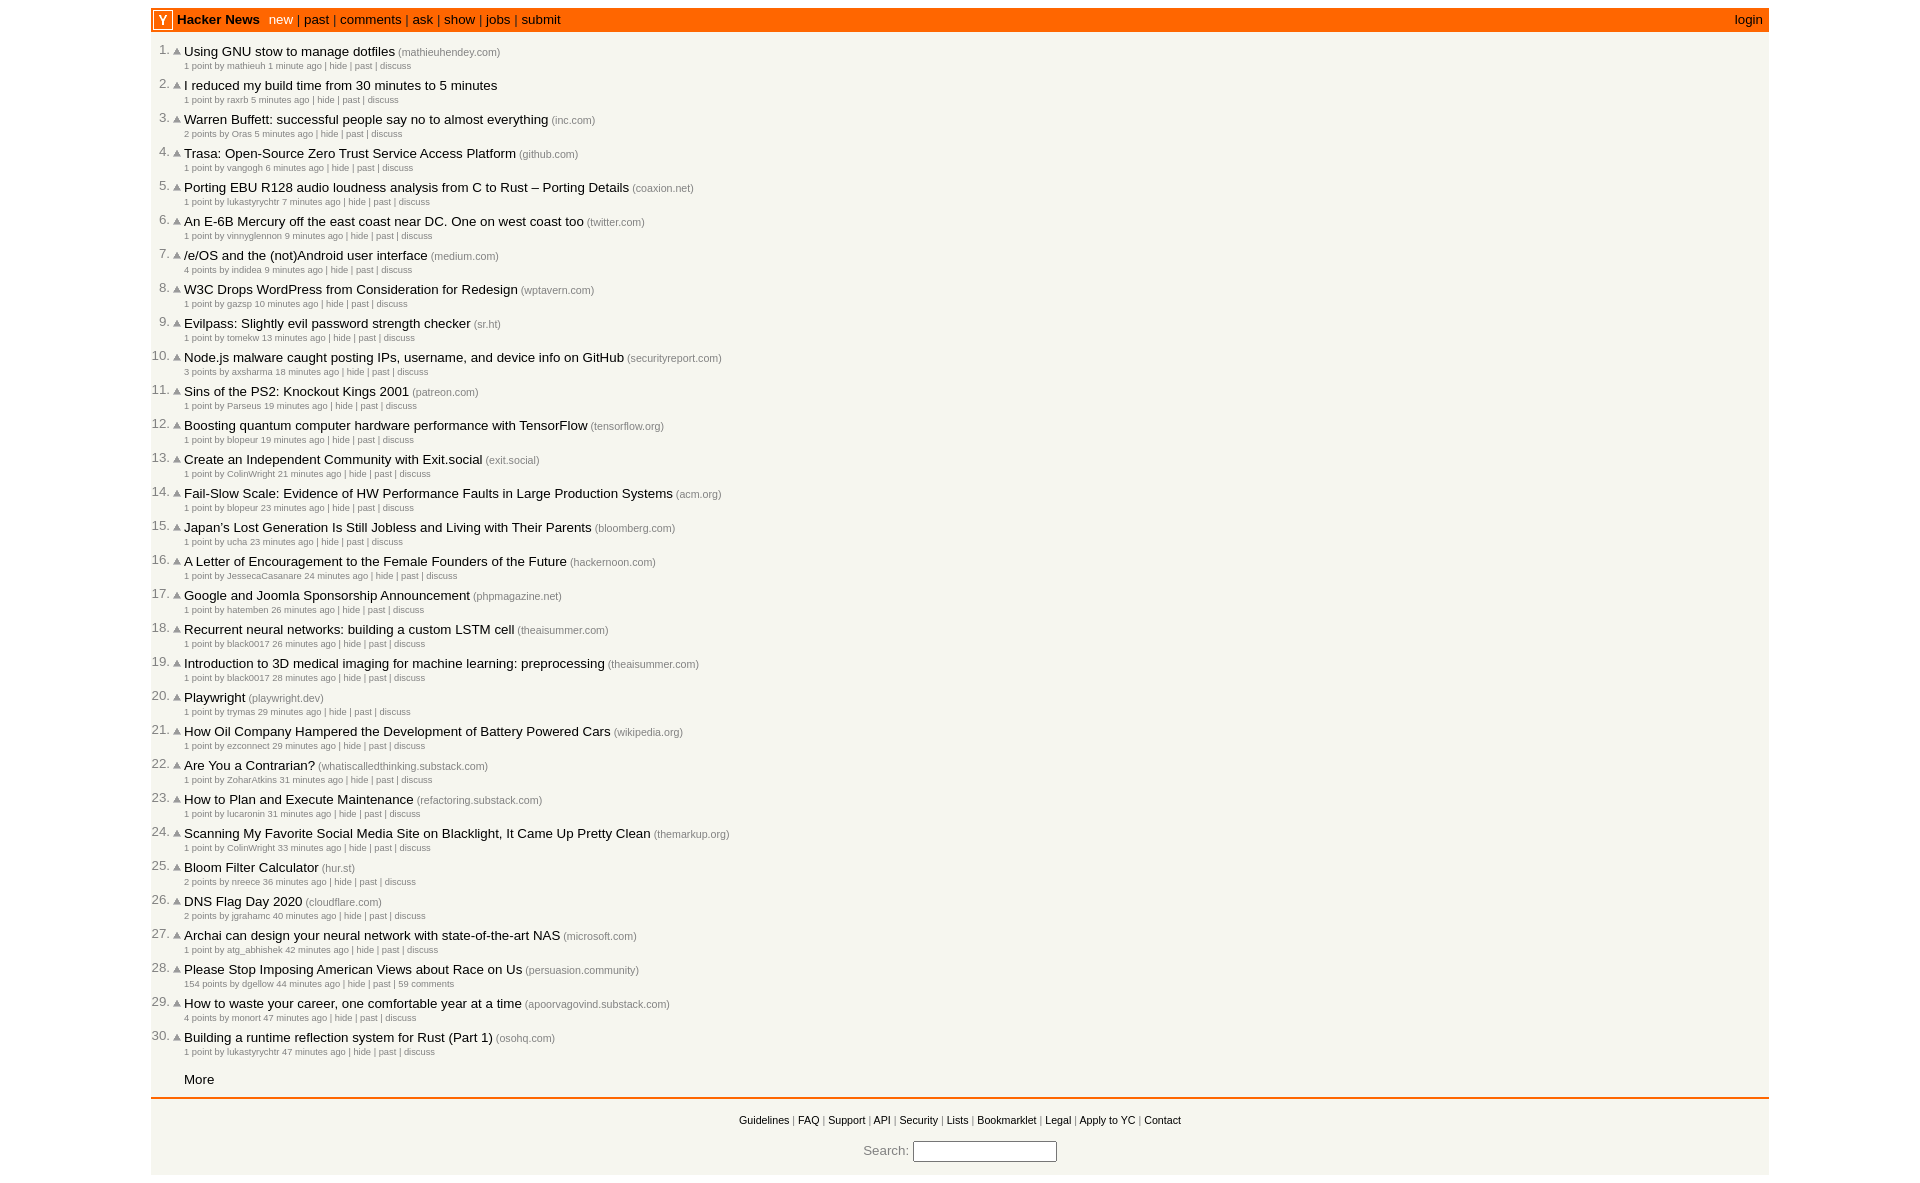 Y Hacker News new | past | comments | ask | show | jobs | submit login
1. Using GNU stow to manage dotfiles (mathieuhendey.com)
1 point by mathieuh 1 minute ago | hide | past | discuss
2. I reduced my build time from 30 minutes to 5 minutes
1 point by raxrb 5 minutes ago | hide | past | discuss
3. Warren Buffett: successful people say no to almost everything (inc.com)
2 points by Oras 5 minutes ago | hide | past | discuss
4. Trasa: Open-Source Zero Trust Service Access Platform (github.com)
1 point by vangogh 6 minutes ago | hide | past | discuss
5. Porting EBU R128 audio loudness analysis from C to Rust – Porting Details (coaxion.net)
1 point by lukastyrychtr 7 minutes ago | hide | past | discuss
6. An E-6B Mercury off the east coast near DC. One on west coast too (twitter.com)
1 point by vinnyglennon 9 minutes ago | hide | past | discuss
7. /e/OS and the (not)Android user interface (medium.com)
4 points by indidea 9 minutes ago | hide | past | discuss
8. W3C Drops WordPress from Consideration for Redesign (wptavern.com)
1 point by gazsp 10 minutes ago | hide | past | discuss
9. Evilpass: Slightly evil password strength checker (sr.ht)
1 point by tomekw 13 minutes ago | hide | past | discuss
10. Node.js malware caught posting IPs, username, and device info on GitHub (securityreport.com)
3 points by axsharma 18 minutes ago | hide | past | discuss
11. Sins of the PS2: Knockout Kings 2001 (patreon.com)
1 point by Parseus 19 minutes ago | hide | past | discuss
12. Boosting quantum computer hardware performance with TensorFlow (tensorflow.org)
1 point by blopeur 19 minutes ago | hide | past | discuss
13. Create an Independent Community with Exit.social (exit.social)
1 point by ColinWright 21 minutes ago | hide | past | discuss
14. Fail-Slow Scale: Evidence of HW Performance Faults in Large Production Systems (acm.org)
1 point by blopeur 23 minutes ago | hide | past | discuss
15. Japan’s Lost Generation Is Still Jobless and Living with Their Parents (bloomberg.com)
1 point by ucha 23 minutes ago | hide | past | discuss
16. A Letter of Encouragement to the Female Founders of the Future (hackernoon.com)
1 point by JessecaCasanare 24 minutes ago | hide | past | discuss
17. Google and Joomla Sponsorship Announcement (phpmagazine.net)
1 point by hatemben 26 minutes ago | hide | past | discuss
18. Recurrent neural networks: building a custom LSTM cell (theaisummer.com)
1 point by black0017 26 minutes ago | hide | past | discuss
19. Introduction to 3D medical imaging for machine learning: preprocessing (theaisummer.com)
1 point by black0017 28 minutes ago | hide | past | discuss
20. Playwright (playwright.dev)
1 point by trymas 29 minutes ago | hide | past | discuss
21. How Oil Company Hampered the Development of Battery Powered Cars (wikipedia.org)
1 point by ezconnect 29 minutes ago | hide | past | discuss
22. Are You a Contrarian? (whatiscalledthinking.substack.com)
1 point by ZoharAtkins 31 minutes ago | hide | past | discuss
23. How to Plan and Execute Maintenance (refactoring.substack.com)
1 point by lucaronin 31 minutes ago | hide | past | discuss
24. Scanning My Favorite Social Media Site on Blacklight, It Came Up Pretty Clean (themarkup.org)
1 point by ColinWright 33 minutes ago | hide | past | discuss
25. Bloom Filter Calculator (hur.st)
2 points by nreece 36 minutes ago | hide | past | discuss
26. DNS Flag Day 2020 (cloudflare.com)
2 points by jgrahamc 40 minutes ago | hide | past | discuss
27. Archai can design your neural network with state-of-the-art NAS (microsoft.com)
1 point by atg_abhishek 42 minutes ago | hide | past | discuss
28. Please Stop Imposing American Views about Race on Us (persuasion.community)
154 points by dgellow 44 minutes ago | hide | past | 59 comments
29. How to waste your career, one comfortable year at a time (apoorvagovind.substack.com)
4 points by monort 47 minutes ago | hide | past | discuss
30. Building a runtime reflection system for Rust (Part 1) (osohq.com)
1 point by lukastyrychtr 47 minutes ago | hide | past | discuss
More
Guidelines | FAQ | Support | API | Security | Lists | Bookmarklet | Legal | Apply to YC | Contact
Search: